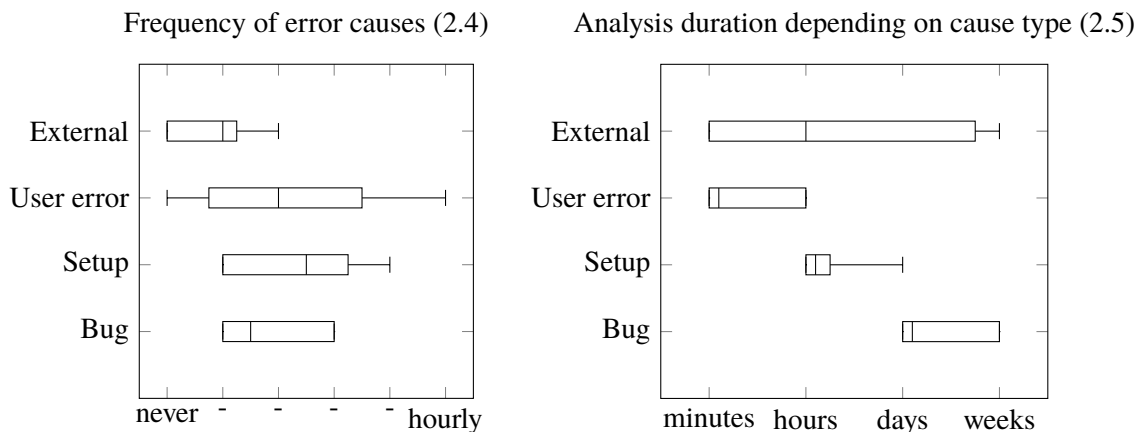 Frequency of error causes (2.4)
External
User error
Setup
Bug
never - - - - hourly
Analysis duration depending on cause type (2.5)
External
User error
Setup
Bug
minutes hours days weeks